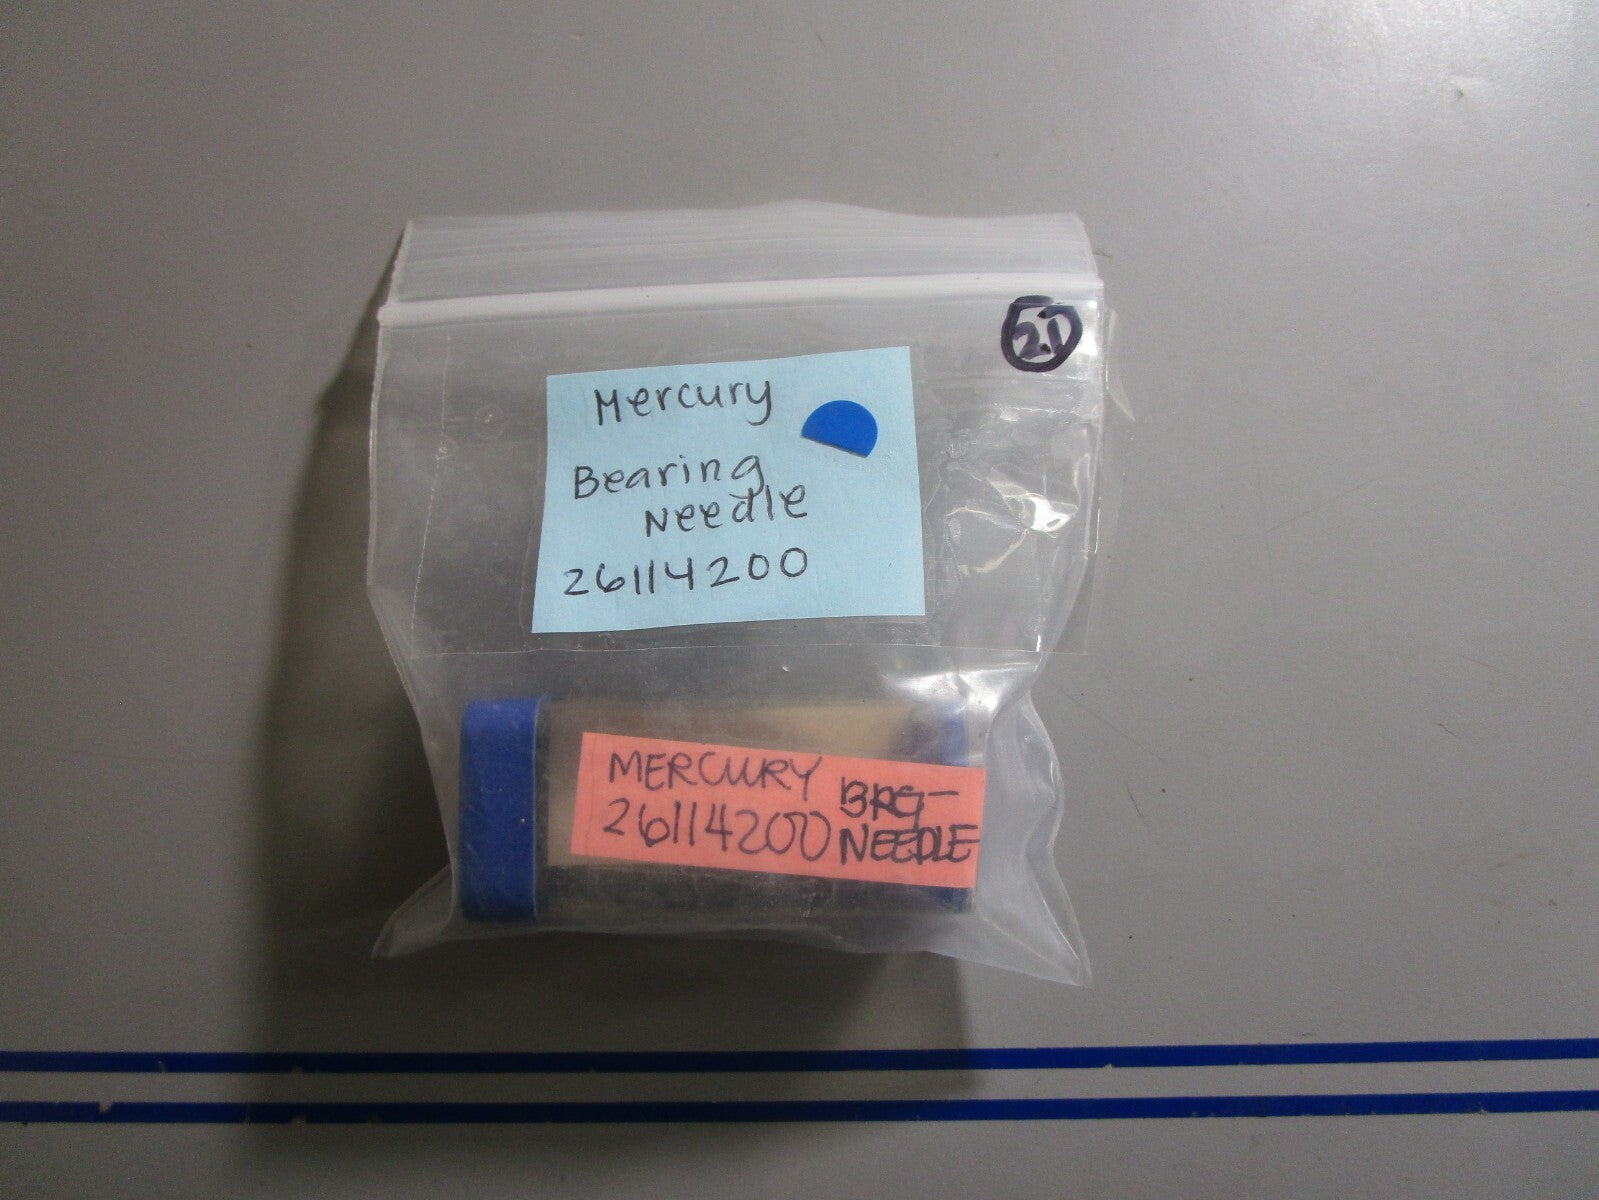 21
Mercury
Bearing
Needle
26114200
MERCURY
26114200
BRG-
NEEDLE